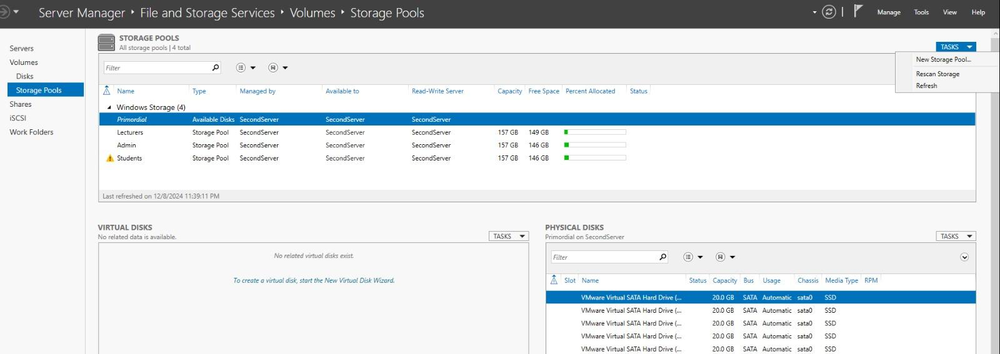 Server Manager ‣ File and Storage Services ‣ Volumes ‣ Storage Pools
Manage Tools View Help
Servers
Volumes
Disks
Storage Pools
Shares
iSCSI
Work Folders
STORAGE POOLS
All storage pools | 4 total
TASKS
New Storage Pool...
Rescan Storage
Refresh
Filter
Name Type Managed by Available to Read-Write Server Capacity Free Space Percent Allocated Status
Windows Storage (4)
Primordial Available Disks SecondServer SecondServer SecondServer
Lecturers Storage Pool SecondServer SecondServer SecondServer 157 GB 149 GB
Admin Storage Pool SecondServer SecondServer SecondServer 157 GB 146 GB
Students Storage Pool SecondServer SecondServer SecondServer 157 GB 146 GB
Last refreshed on 12/8/2024 11:39:11 PM
VIRTUAL DISKS
No related data is available.
TASKS
No related virtual disks exist.
To create a virtual disk, start the New Virtual Disk Wizard.
PHYSICAL DISKS
Primordial on SecondServer
TASKS
Filter
Slot Name Status Capacity Bus Usage Chassis Media Type RPM
VMware Virtual SATA Hard Drive (... 20.0 GB SATA Automatic sata0 SSD
VMware Virtual SATA Hard Drive (... 20.0 GB SATA Automatic sata0 SSD
VMware Virtual SATA Hard Drive (... 20.0 GB SATA Automatic sata0 SSD
VMware Virtual SATA Hard Drive (... 20.0 GB SATA Automatic sata0 SSD
VMware Virtual SATA Hard Drive (... 20.0 GB SATA Automatic sata0 SSD